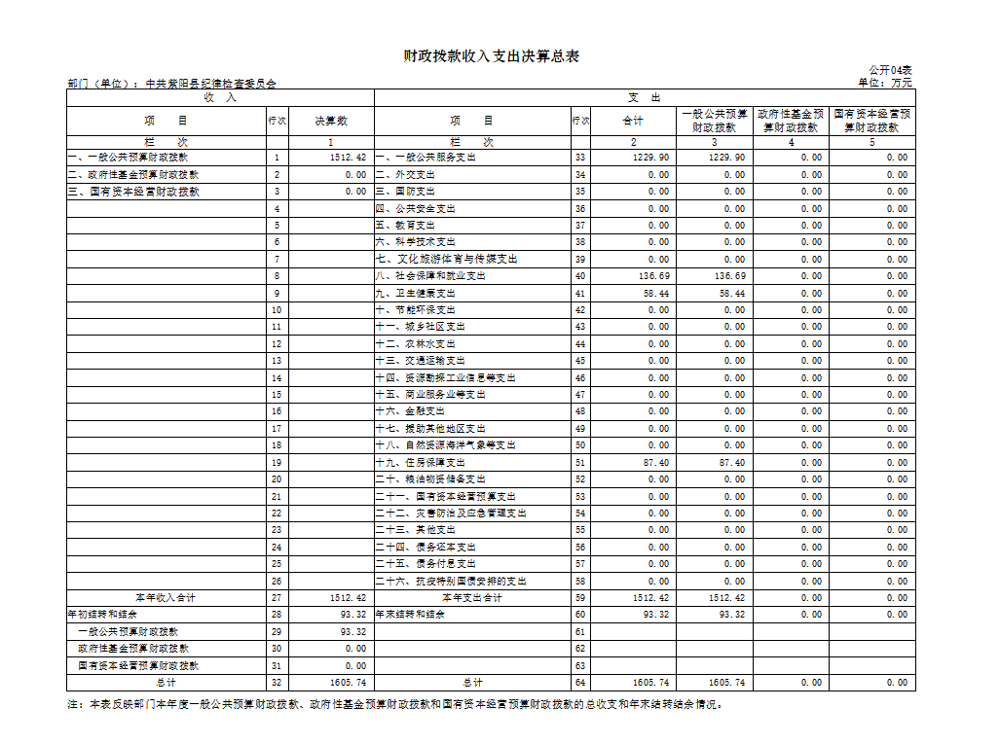 财政拨款收入支出决算总表
公开04表
部门（单位）：中共紫阳县纪律检查委员会 单位：万元
收 入 支 出
项 目 行次 决算数 项 目 行次 合计 一般公共预算财政拨款 政府性基金预算财政拨款 国有资本经营预算财政拨款
栏 次 1 栏 次 2 3 4 5
一、一般公共预算财政拨款 1 1512.42 一、一般公共服务支出 33 1229.90 1229.90 0.00 0.00
二、政府性基金预算财政拨款 2 0.00 二、外交支出 34 0.00 0.00 0.00 0.00
三、国有资本经营财政拨款 3 0.00 三、国防支出 35 0.00 0.00 0.00 0.00
4 四、公共安全支出 36 0.00 0.00 0.00 0.00
5 五、教育支出 37 0.00 0.00 0.00 0.00
6 六、科学技术支出 38 0.00 0.00 0.00 0.00
7 七、文化旅游体育与传媒支出 39 0.00 0.00 0.00 0.00
8 八、社会保障和就业支出 40 136.69 136.69 0.00 0.00
9 九、卫生健康支出 41 58.44 58.44 0.00 0.00
10 十、节能环保支出 42 0.00 0.00 0.00 0.00
11 十一、城乡社区支出 43 0.00 0.00 0.00 0.00
12 十二、农林水支出 44 0.00 0.00 0.00 0.00
13 十三、交通运输支出 45 0.00 0.00 0.00 0.00
14 十四、资源勘探工业信息等支出 46 0.00 0.00 0.00 0.00
15 十五、商业服务业等支出 47 0.00 0.00 0.00 0.00
16 十六、金融支出 48 0.00 0.00 0.00 0.00
17 十七、援助其他地区支出 49 0.00 0.00 0.00 0.00
18 十八、自然资源海洋气象等支出 50 0.00 0.00 0.00 0.00
19 十九、住房保障支出 51 87.40 87.40 0.00 0.00
20 二十、粮油物资储备支出 52 0.00 0.00 0.00 0.00
21 二十一、国有资本经营预算支出 53 0.00 0.00 0.00 0.00
22 二十二、灾害防治及应急管理支出 54 0.00 0.00 0.00 0.00
23 二十三、其他支出 55 0.00 0.00 0.00 0.00
24 二十四、债务还本支出 56 0.00 0.00 0.00 0.00
25 二十五、债务付息支出 57 0.00 0.00 0.00 0.00
26 二十六、抗疫特别国债安排的支出 58 0.00 0.00 0.00 0.00
本年收入合计 27 1512.42 本年支出合计 59 1512.42 1512.42 0.00 0.00
年初结转和结余 28 93.32 年末结转和结余 60 93.32 93.32 0.00 0.00
一般公共预算财政拨款 29 93.32 61
政府性基金预算财政拨款 30 0.00 62
国有资本经营预算财政拨款 31 0.00 63
总计 32 1605.74 总计 64 1605.74 1605.74 0.00 0.00
注：本表反映部门本年度一般公共预算财政拨款、政府性基金预算财政拨款和国有资本经营预算财政拨款的总收支和年末结转结余情况。